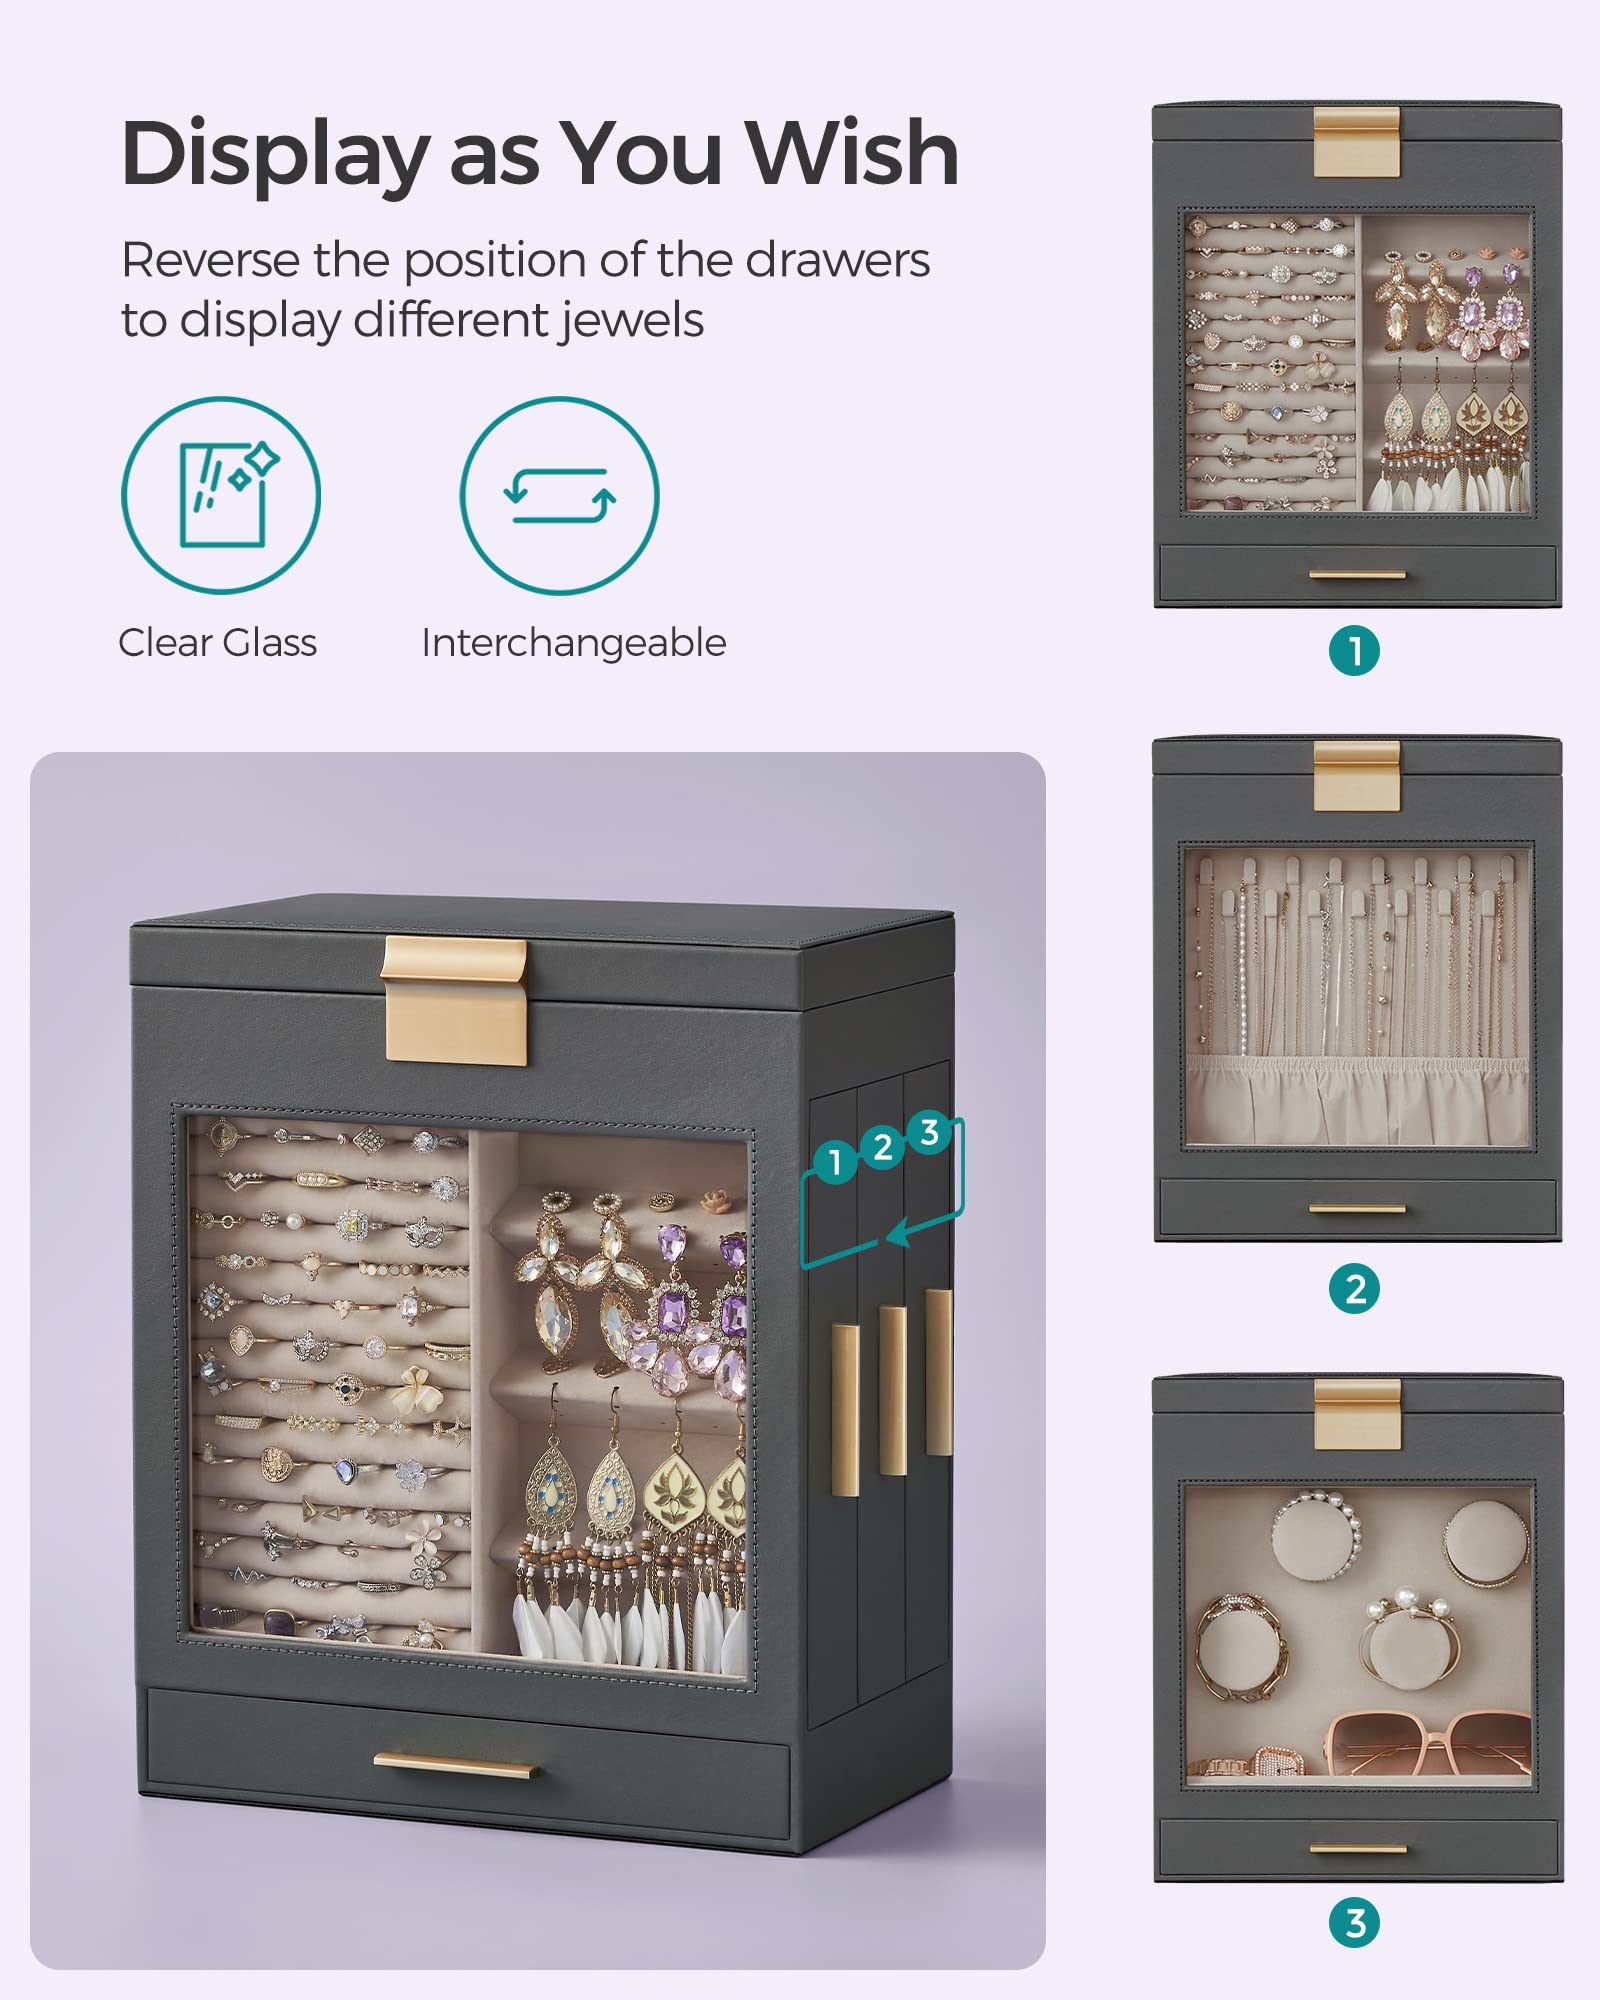 Display as You Wish
Reverse the position of the drawers
to display different jewels
Clear Glass
Interchangeable
1
2
3
1
2
3